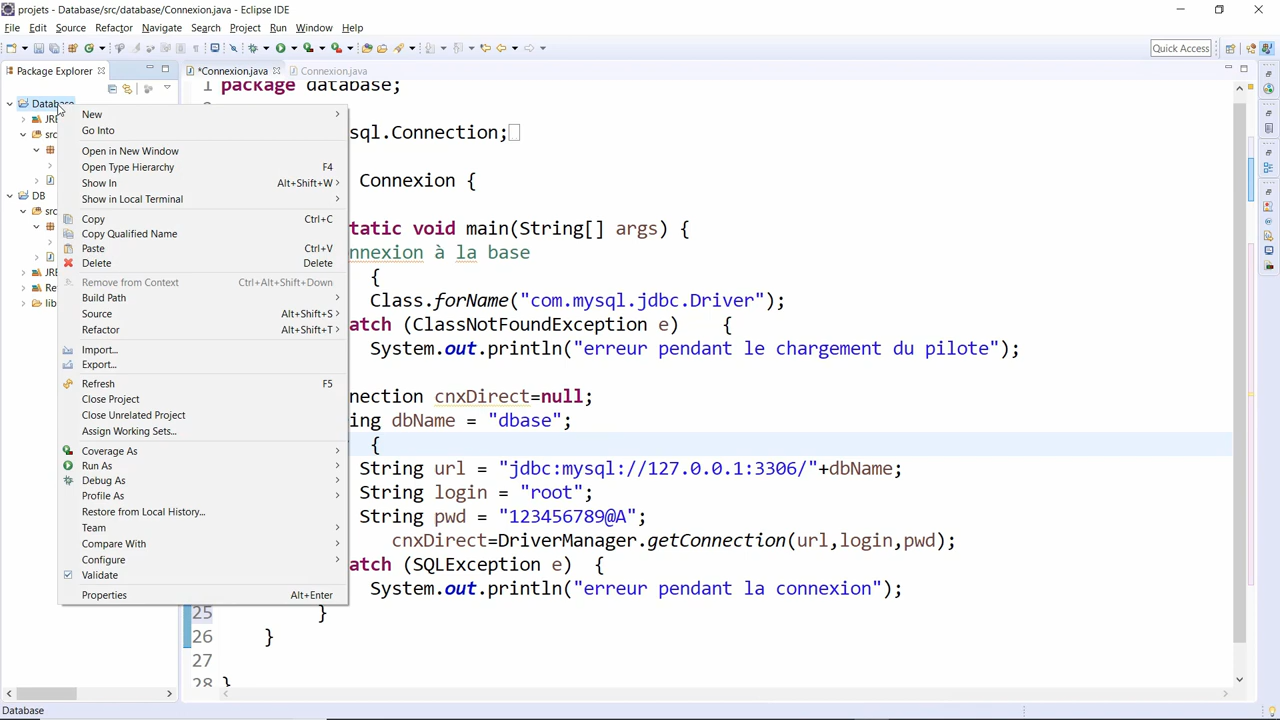 projets - Database/src/database/Connexion.java - Eclipse IDE
File Edit Source Refactor Navigate Search Project Run Window Help
Quick Access
Package Explorer
*Connexion.java
Connexion.java
Database
JRE
src
DB
src
JRE
Re
lib
New
Go Into
Open in New Window
Open Type Hierarchy F4
Show In Alt+Shift+W
Show in Local Terminal
Copy Ctrl+C
Copy Qualified Name
Paste Ctrl+V
Delete Delete
Remove from Context Ctrl+Alt+Shift+Down
Build Path
Source Alt+Shift+S
Refactor Alt+Shift+T
Import...
Export...
Refresh F5
Close Project
Close Unrelated Project
Assign Working Sets...
Coverage As
Run As
Debug As
Profile As
Restore from Local History...
Team
Compare With
Configure
Validate
Properties Alt+Enter
1 package database;
sql.Connection;
Connexion {
tatic void main(String[] args) {
nnexion à la base
{
Class.forName("com.mysql.jdbc.Driver");
atch (ClassNotFoundException e) {
System.out.println("erreur pendant le chargement du pilote");
nection cnxDirect=null;
ing dbName = "dbase";
{
String url = "jdbc:mysql://127.0.0.1:3306/"+dbName;
String login = "root";
String pwd = "123456789@A";
cnxDirect=DriverManager.getConnection(url,login,pwd);
atch (SQLException e) {
System.out.println("erreur pendant la connexion");
25 }
26 }
27
28 }
Database